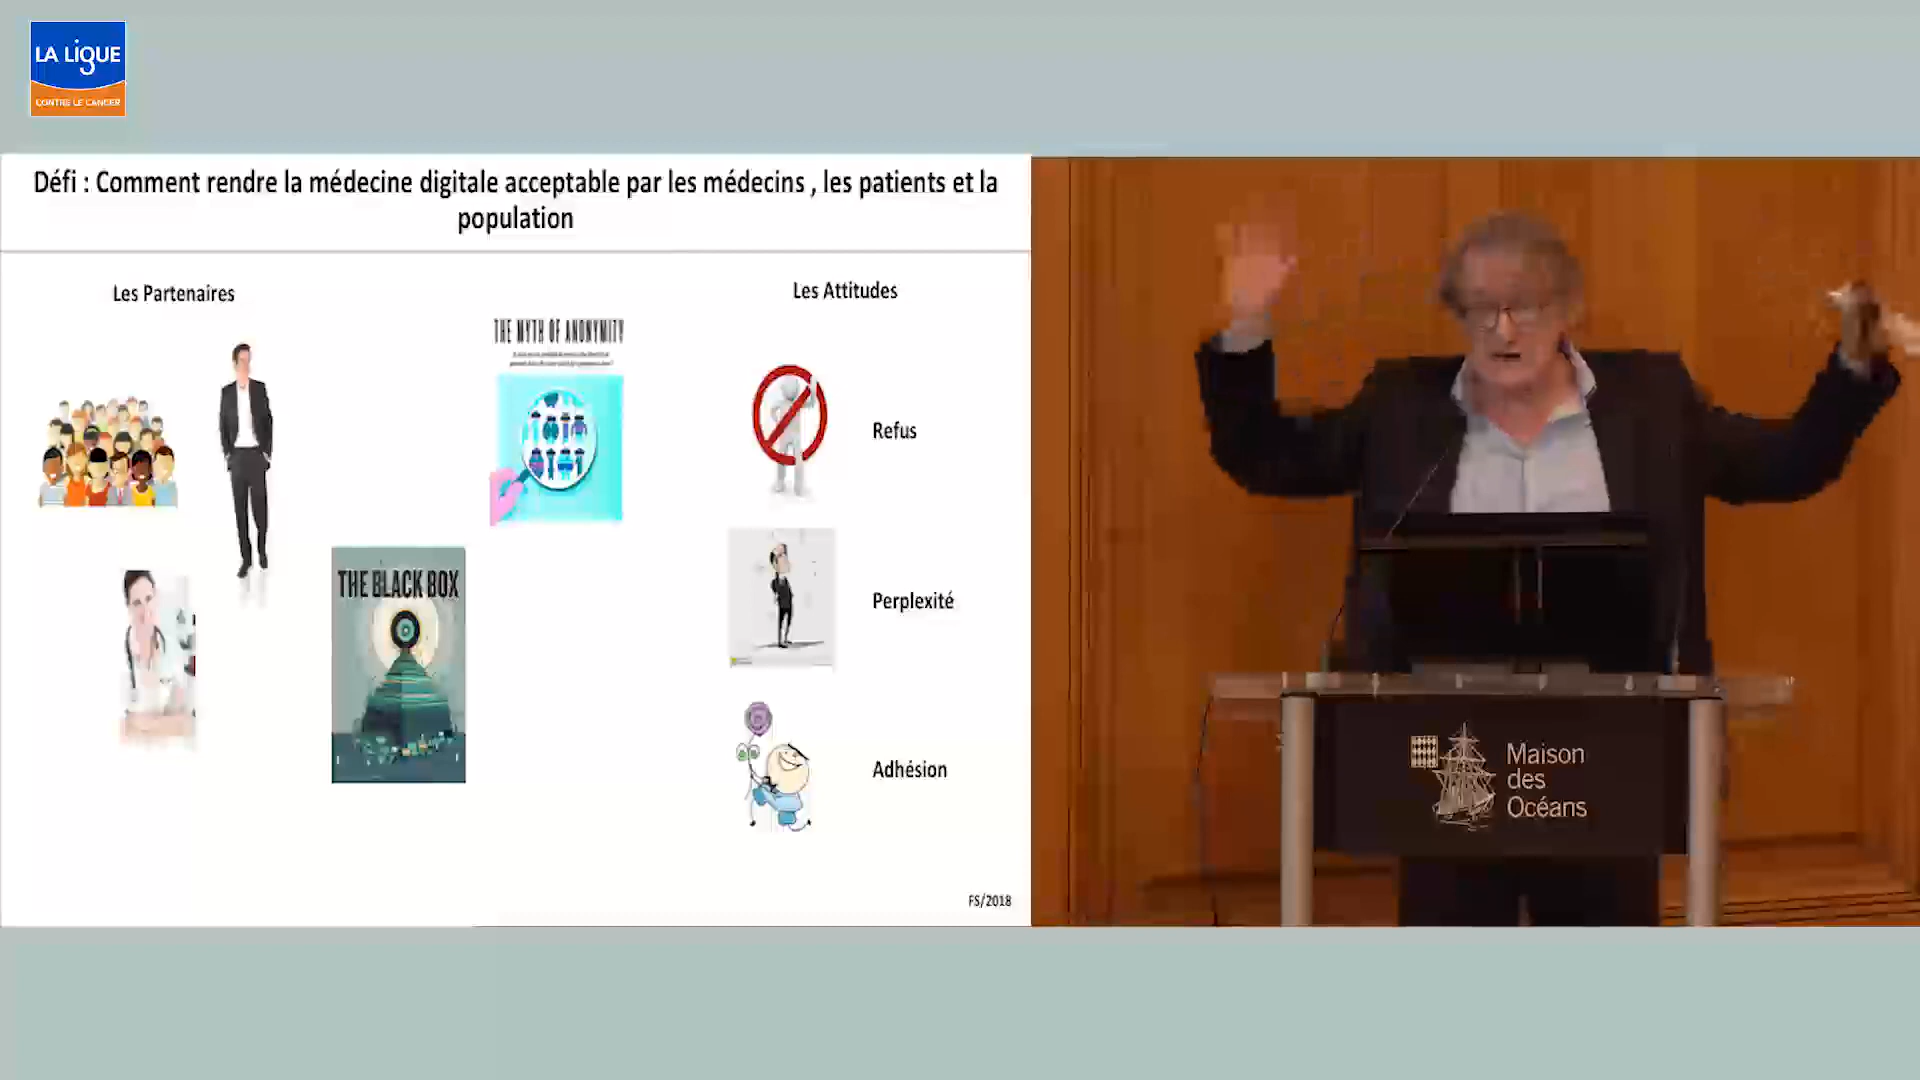 LA LIGUE
CONTRE LE CANCER
Défi : Comment rendre la médecine digitale acceptable par les médecins , les patients et la
population
Les Partenaires
Les Attitudes
THE MYTH OF ANONYMITY
Refus
THE BLACK BOX
Perplexité
Adhésion
FS/2018
Maison
des
Océans